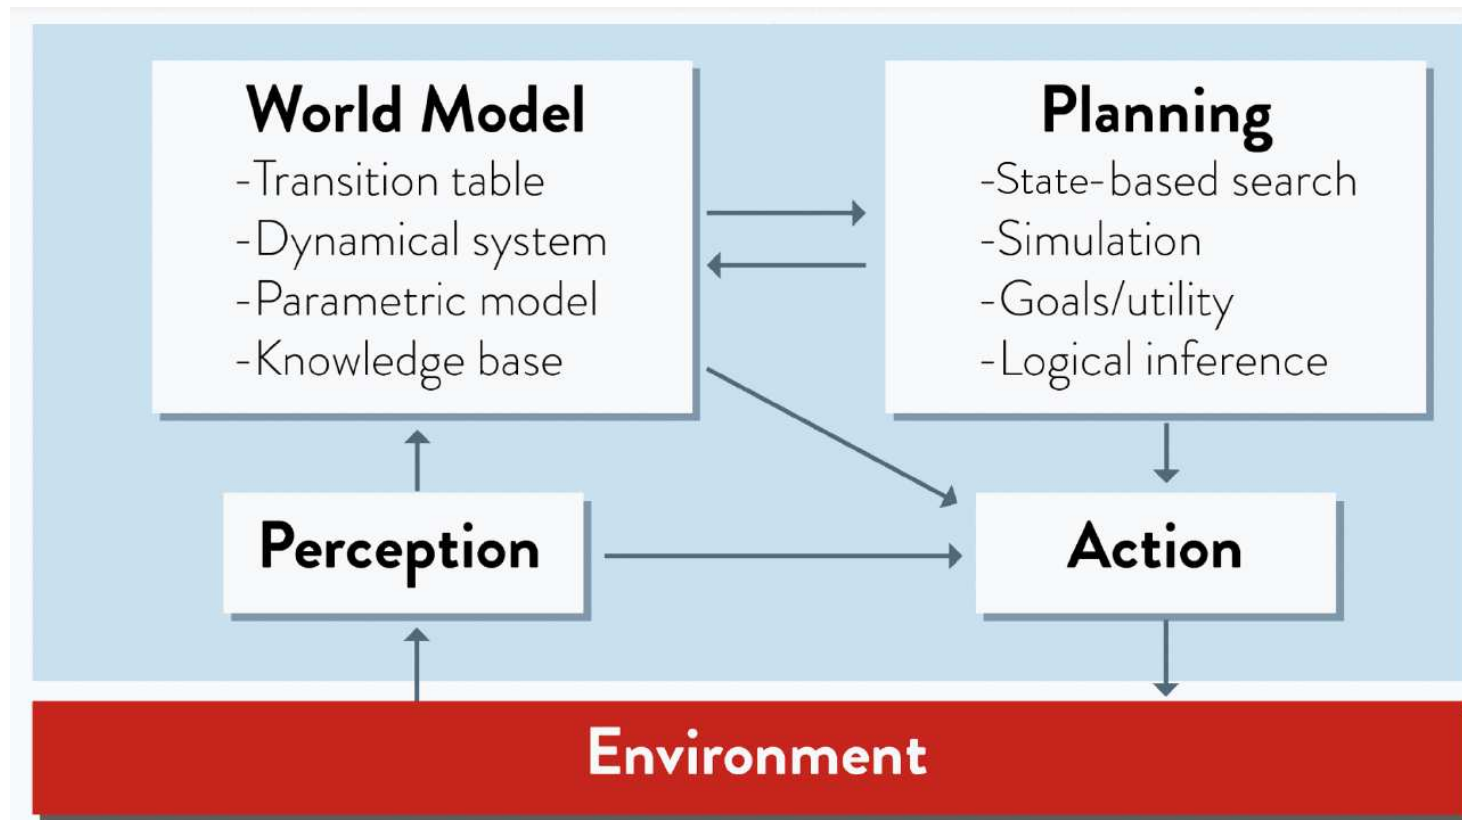 World Model
-Transition table
-Dynamical system
-Parametric model
-Knowledge base
Planning
-State-based search
-Simulation
-Goals/utility
-Logical inference
Perception
Action
Environment